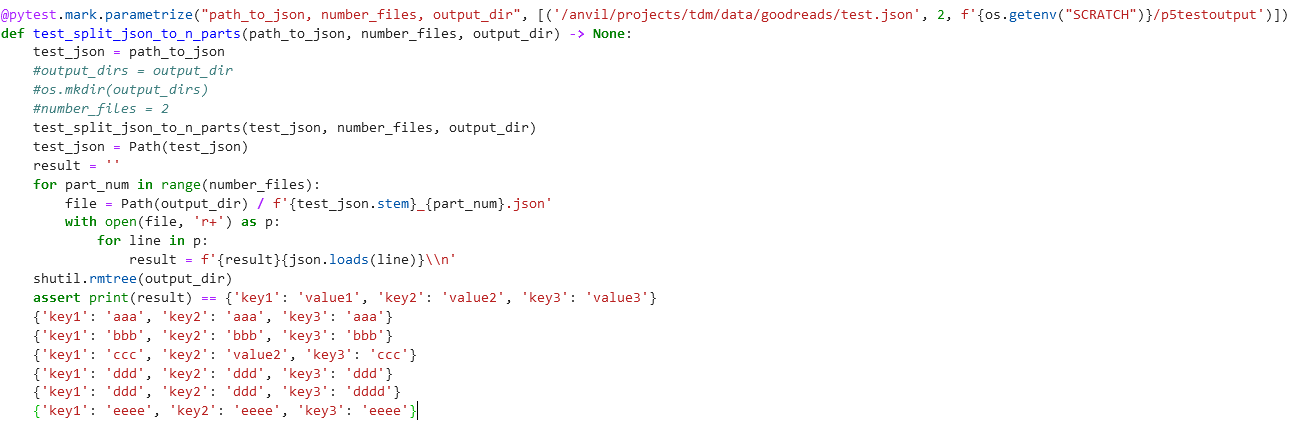 @pytest.mark.parametrize("path_to_json, number_files, output_dir", [('/anvil/projects/tdm/data/goodreads/test.json', 2, f'{os.getenv("SCRATCH")}/p5testoutput')])
def test_split_json_to_n_parts(path_to_json, number_files, output_dir) -> None:
    test_json = path_to_json
    #output_dirs = output_dir
    #os.mkdir(output_dirs)
    #number_files = 2
    test_split_json_to_n_parts(test_json, number_files, output_dir)
    test_json = Path(test_json)
    result = ''
    for part_num in range(number_files):
        file = Path(output_dir) / f'{test_json.stem}_{part_num}.json'
        with open(file, 'r+') as p:
            for line in p:
                result = f'{result}{json.loads(line)}\\n'
    shutil.rmtree(output_dir)
    assert print(result) == {'key1': 'value1', 'key2': 'value2', 'key3': 'value3'}
    {'key1': 'aaa', 'key2': 'aaa', 'key3': 'aaa'}
    {'key1': 'bbb', 'key2': 'bbb', 'key3': 'bbb'}
    {'key1': 'ccc', 'key2': 'value2', 'key3': 'ccc'}
    {'key1': 'ddd', 'key2': 'ddd', 'key3': 'ddd'}
    {'key1': 'ddd', 'key2': 'ddd', 'key3': 'dddd'}
    {'key1': 'eeee', 'key2': 'eeee', 'key3': 'eeee'}